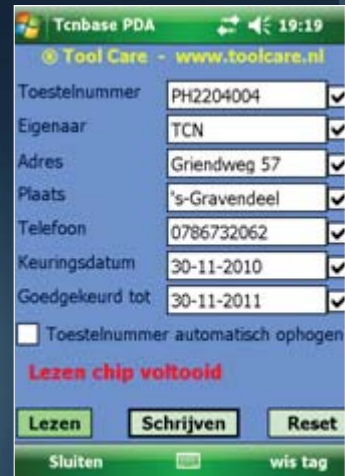 Tcnbase PDA 19:19
® Tool Care - www.toolcare.nl
Toestelnummer PH2204004
Eigenaar TCN
Adres Griendweg 57
Plaats 's-Gravendeel
Telefoon 0786732062
Keuringsdatum 30-11-2010
Goedgekeurd tot 30-11-2011
Toestelnummer automatisch ophogen
Lezen chip voltooid
Lezen Schrijven Reset
Sluiten wis tag